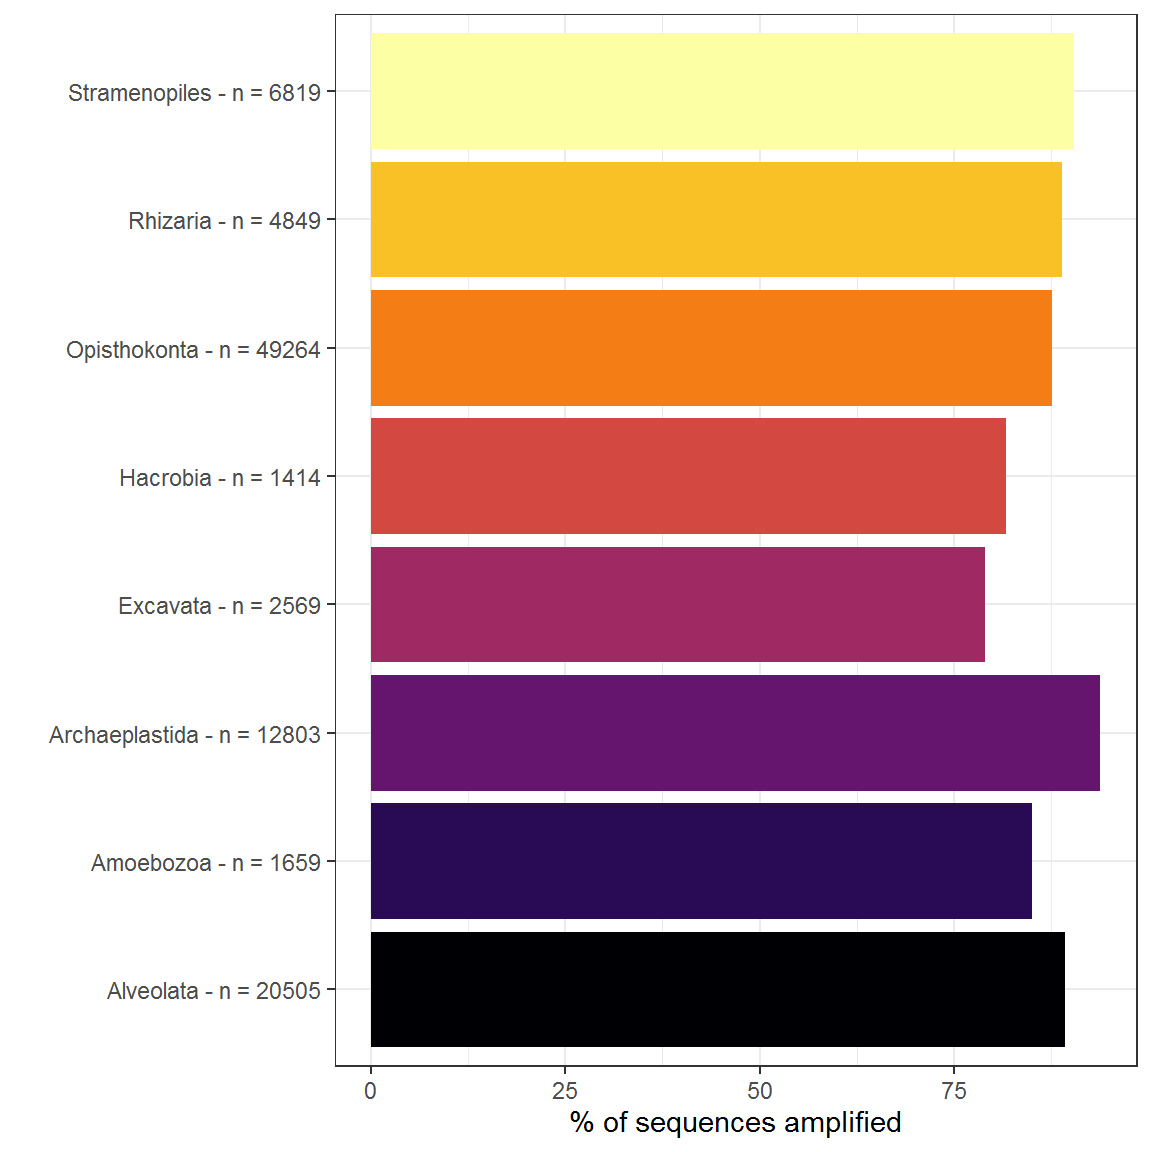 Stramenopiles - n = 6819
Rhizaria - n = 4849
Opisthokonta - n = 49264
Hacrobia - n = 1414
Excavata - n = 2569
Archaeplastida - n = 12803
Amoebozoa - n = 1659
Alveolata - n = 20505
0 25 50 75
% of sequences amplified